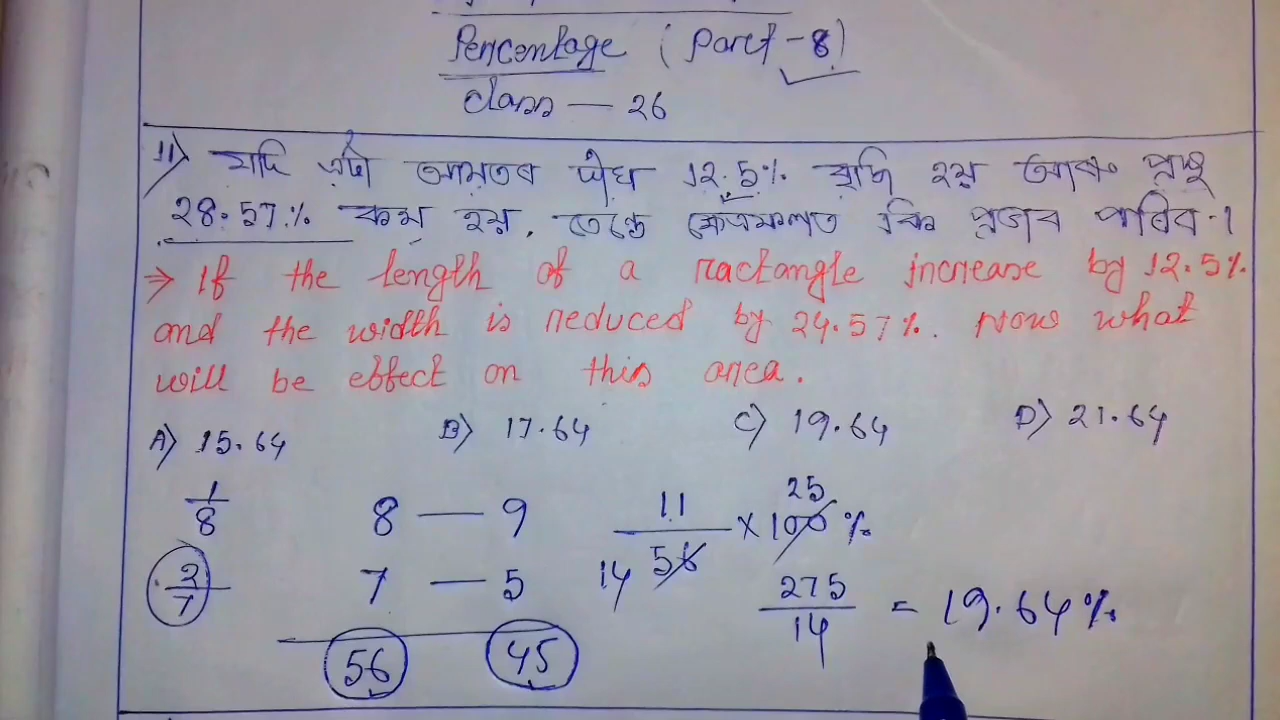 Percentage (Part-8)
class — 26
11) যদি এটা আয়তৰ দীৰ্ঘ 12.5% বৃদ্ধি হয় আৰু প্ৰস্থ
28.57% কম হয়, তেন্তে ক্ষেত্ৰফলত কি প্ৰভাৱ পৰিব।
⇒ If the length of a ractangle increase by 12.5%
and the width is reduced by 24.57%. Now what
will be effect on this area.
A) 15.64 B) 17.64 C) 19.64 D) 21.64
1/8 8 — 9 11/56 × 100 % 25
2/7 7 — 5 14 275/14 = 19.64%
56 45